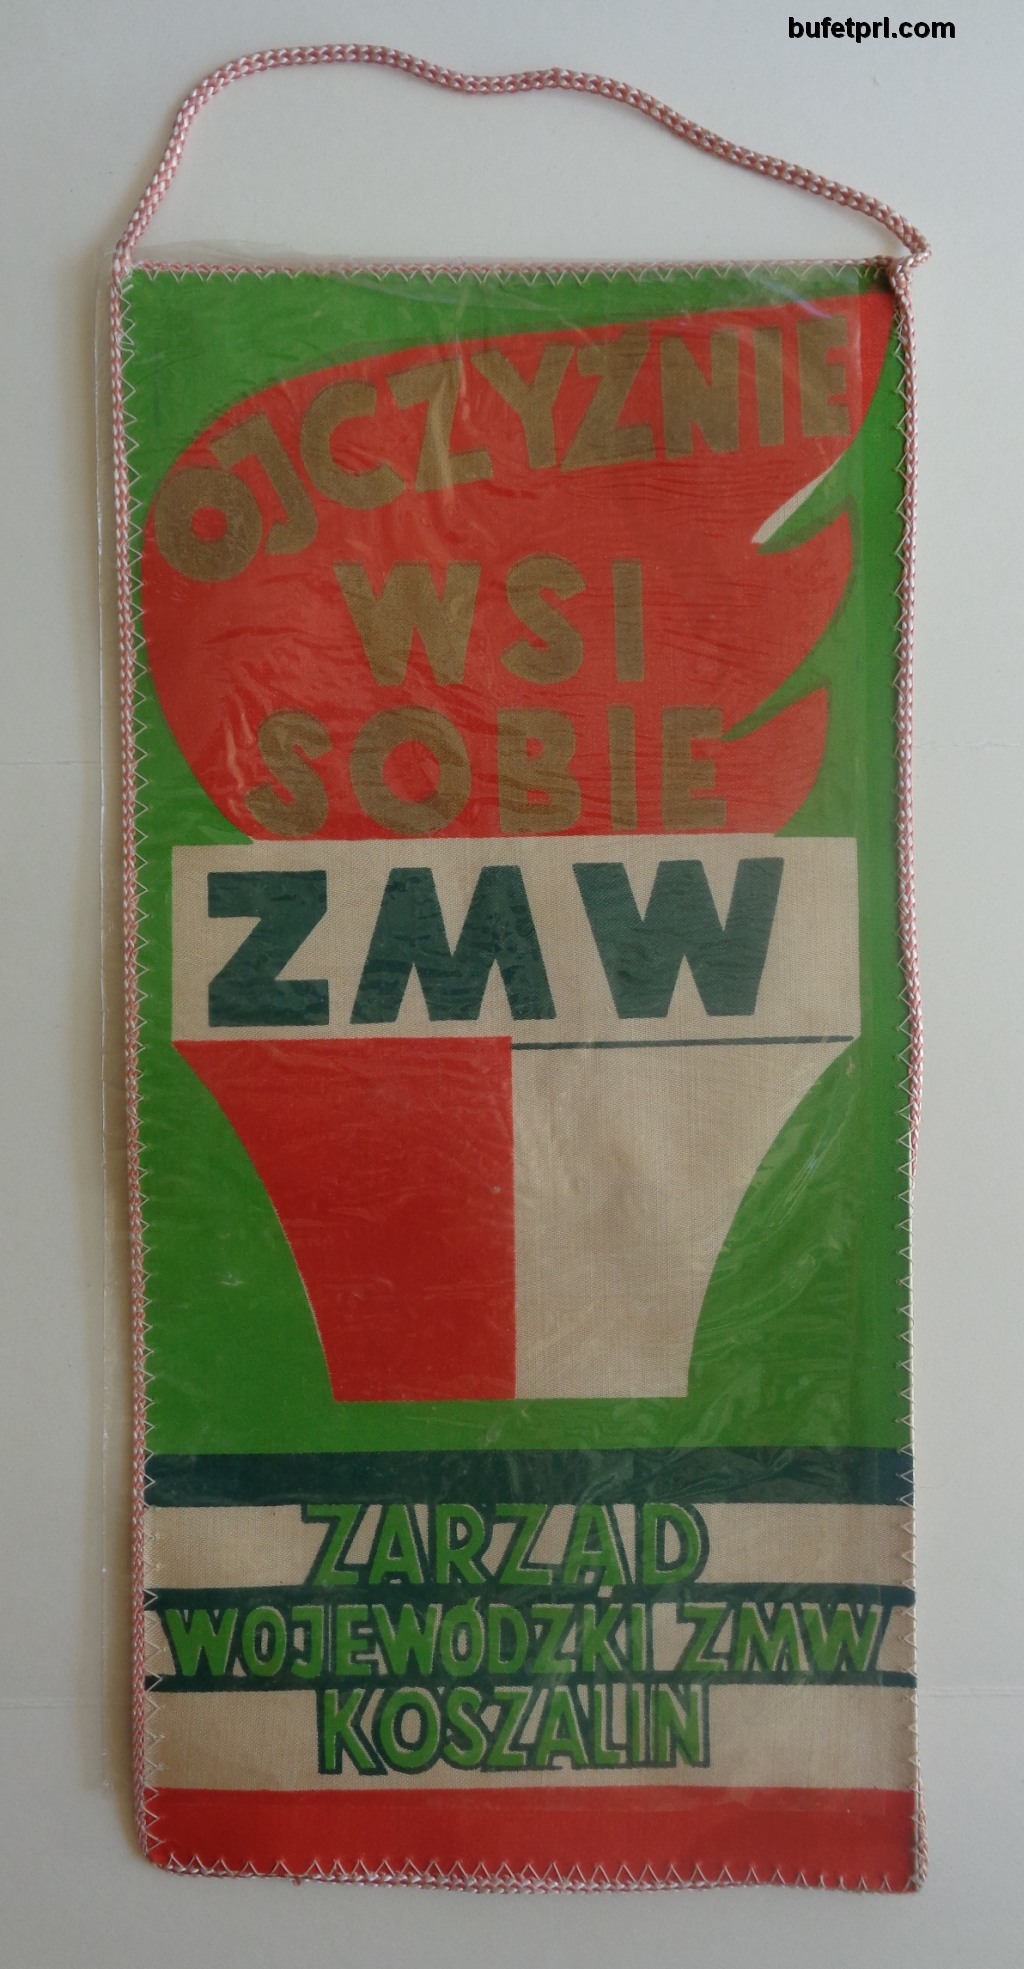 bufetprl.com
OJCZYŹNIE
WSI
SOBIE
ZMW
ZARZĄD
WOJEWÓDZKI ZMW
KOSZALIN